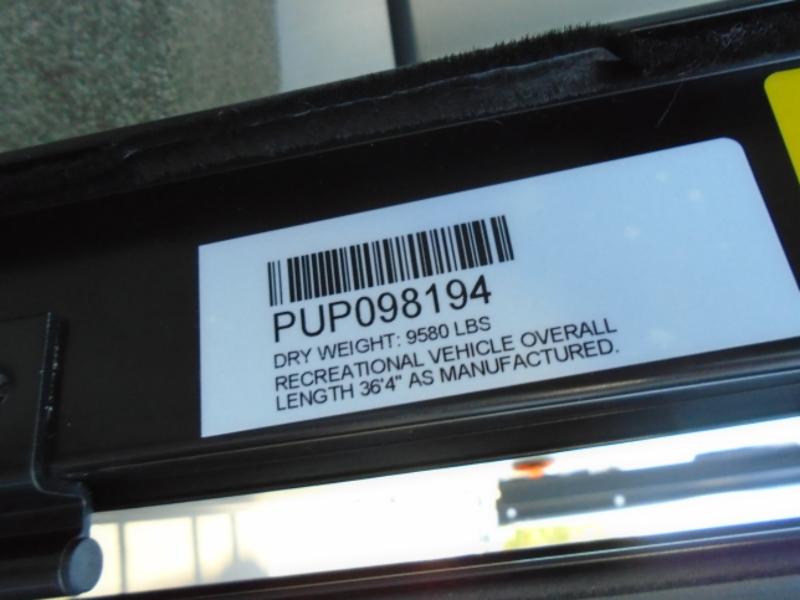 PUP098194
DRY WEIGHT: 9580 LBS
RECREATIONAL VEHICLE OVERALL
LENGTH 36'4" AS MANUFACTURED.